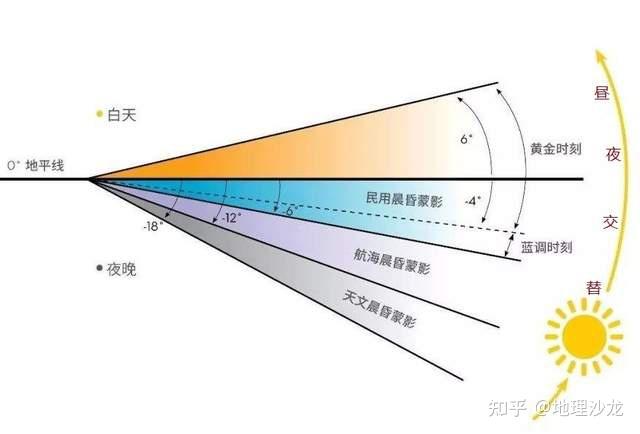 昼
白天
6°
黄金时刻
夜
0° 地平线
民用晨昏蒙影
-4°
-6°
-12°
-18°
交
蓝调时刻
航海晨昏蒙影
夜晚
替
天文晨昏蒙影
知乎 @地理沙龙